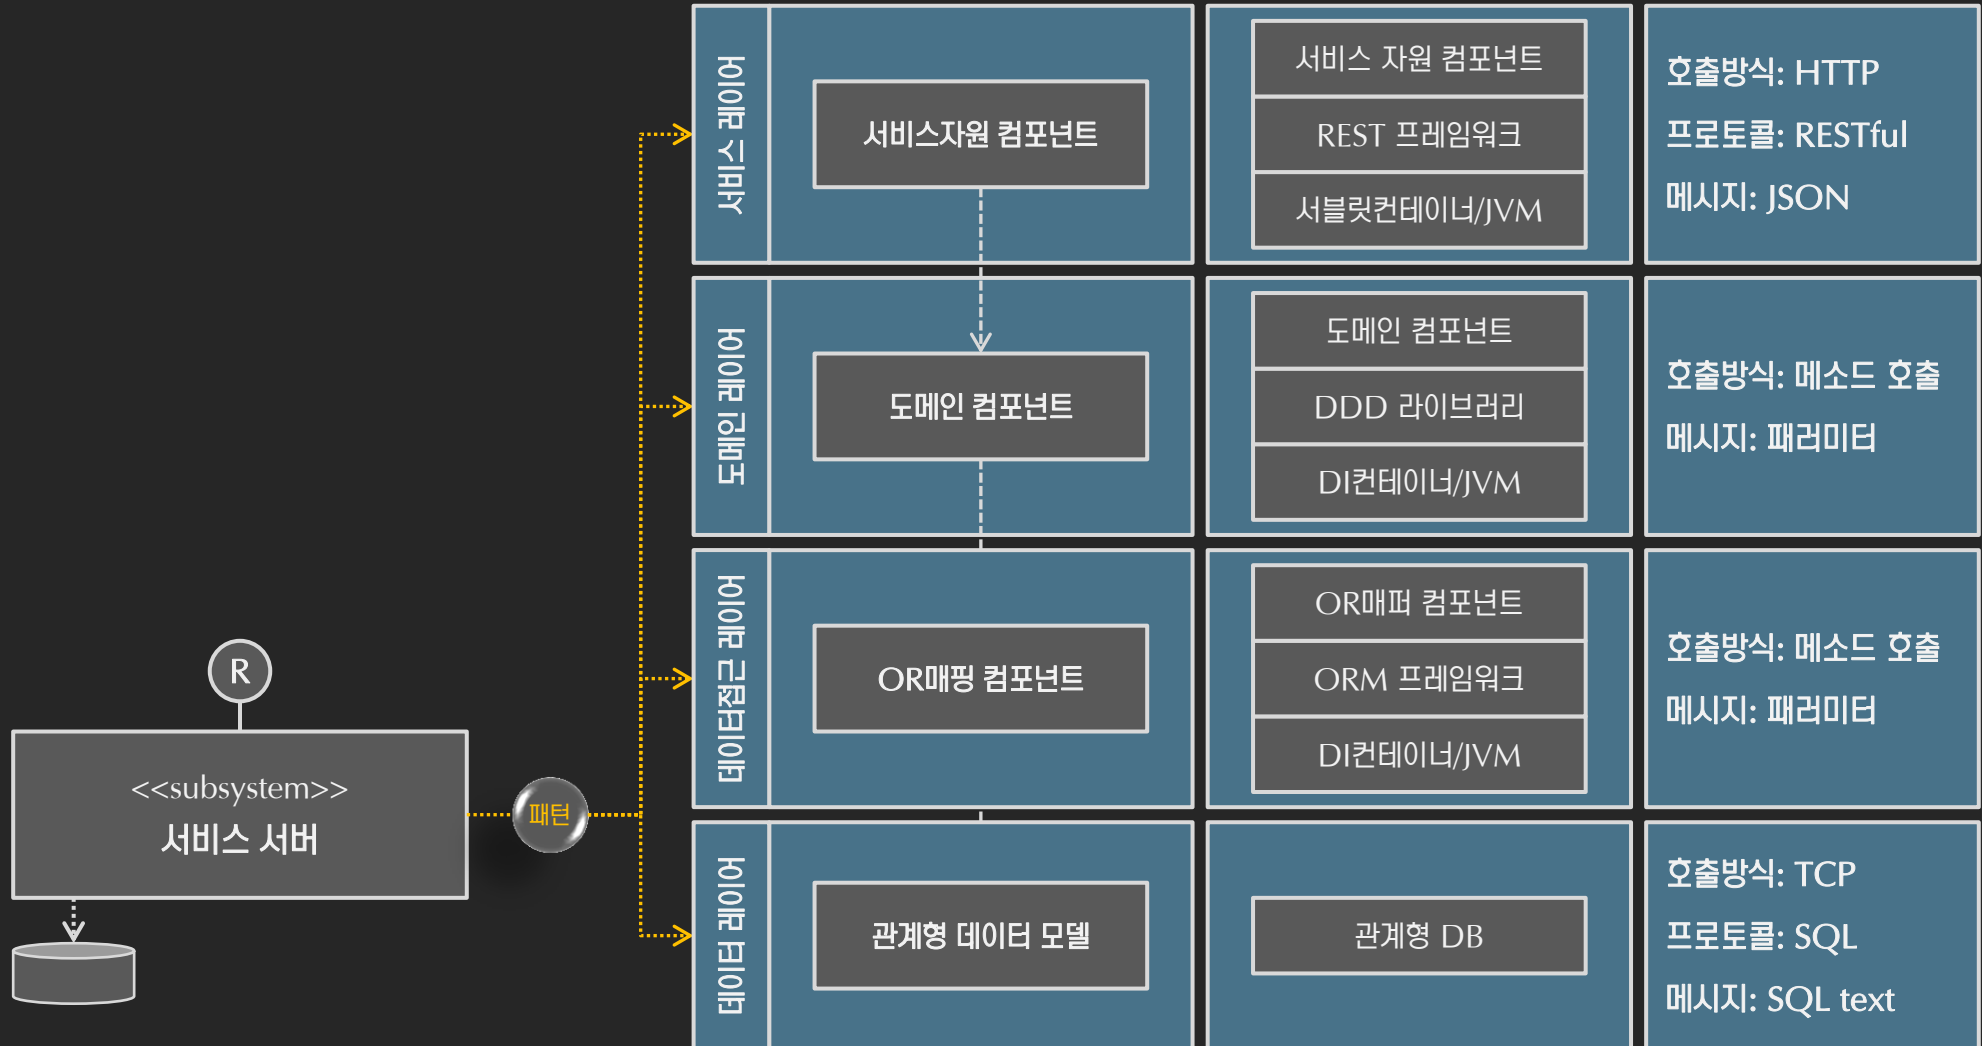 R
<<subsystem>>
서비스 서버
패턴
서비스 레이어
서비스자원 컴포넌트
서비스 자원 컴포넌트
REST 프레임워크
서블릿컨테이너/JVM
호출방식: HTTP
프로토콜: RESTful
메시지: JSON
도메인 레이어
도메인 컴포넌트
도메인 컴포넌트
DDD 라이브러리
DI컨테이너/JVM
호출방식: 메소드 호출
메시지: 패러미터
데이터접근 레이어
OR매핑 컴포넌트
OR매퍼 컴포넌트
ORM 프레임워크
DI컨테이너/JVM
호출방식: 메소드 호출
메시지: 패러미터
데이터 레이어
관계형 데이터 모델
관계형 DB
호출방식: TCP
프로토콜: SQL
메시지: SQL text